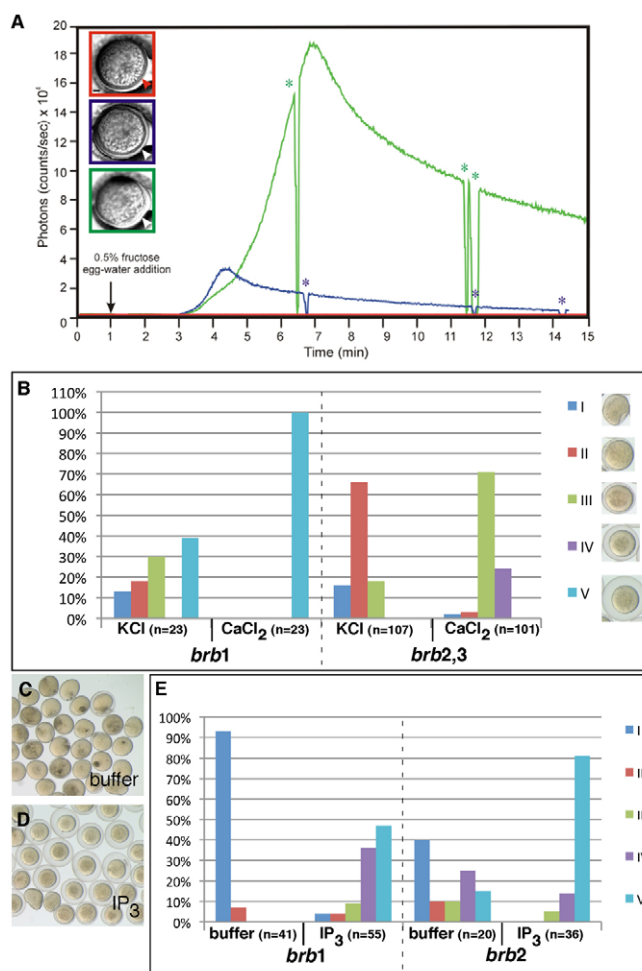 A
20
18
16
14
12
10
8
6
4
2
0
Photons (counts/sec) x 10⁴
0.5% fructose
egg-water addition
*
*
*
*
*
*
0 1 2 3 4 5 6 7 8 9 10 11 12 13 14 15
Time (min)
B
110%
100%
90%
80%
70%
60%
50%
40%
30%
20%
10%
0%
KCl (n=23) CaCl₂ (n=23) KCl (n=107) CaCl₂ (n=101)
brb1 brb2,3
I
II
III
IV
V
C
buffer
D
IP₃
E
100%
90%
80%
70%
60%
50%
40%
30%
20%
10%
0%
buffer (n=41) IP₃ (n=55) buffer (n=20) IP₃ (n=36)
brb1 brb2
I